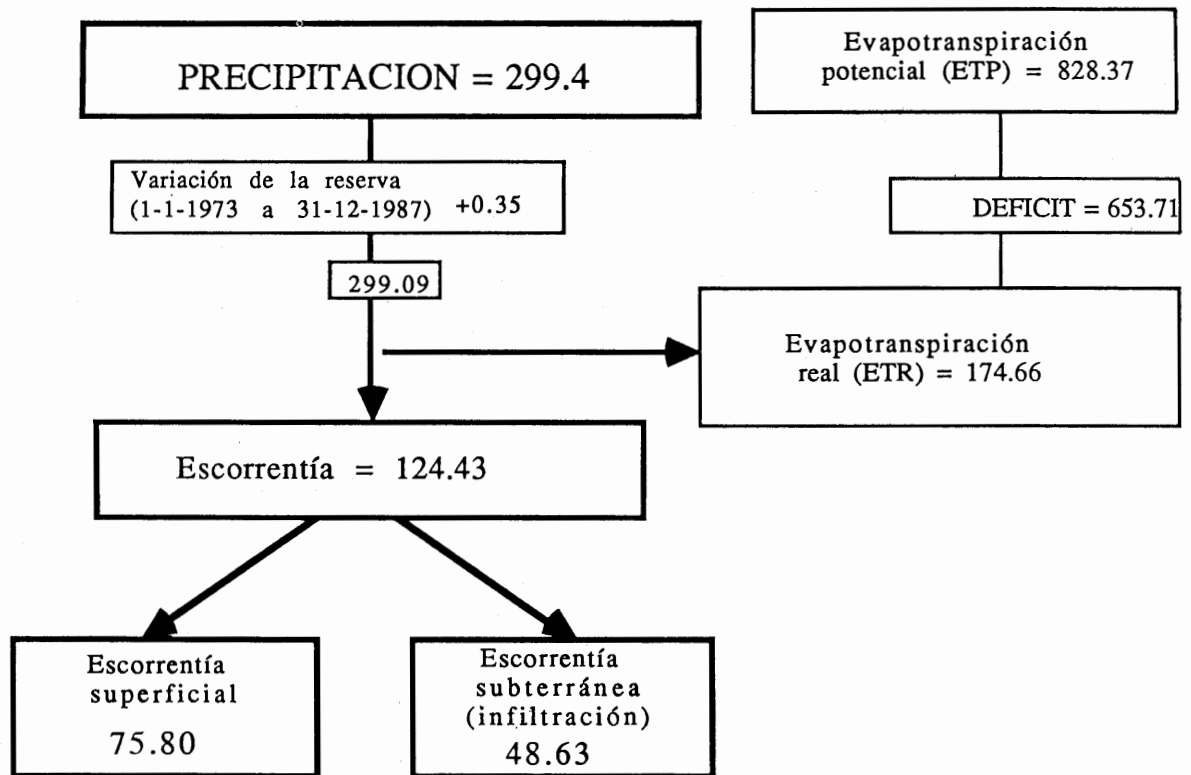 PRECIPITACION = 299.4
Evapotranspiración
potencial (ETP) = 828.37
Variación de la reserva
(1-1-1973 a 31-12-1987) +0.35
DEFICIT = 653.71
299.09
Evapotranspiración
real (ETR) = 174.66
Escorrentía = 124.43
Escorrentía
superficial
75.80
Escorrentía
subterránea
(infiltración)
48.63